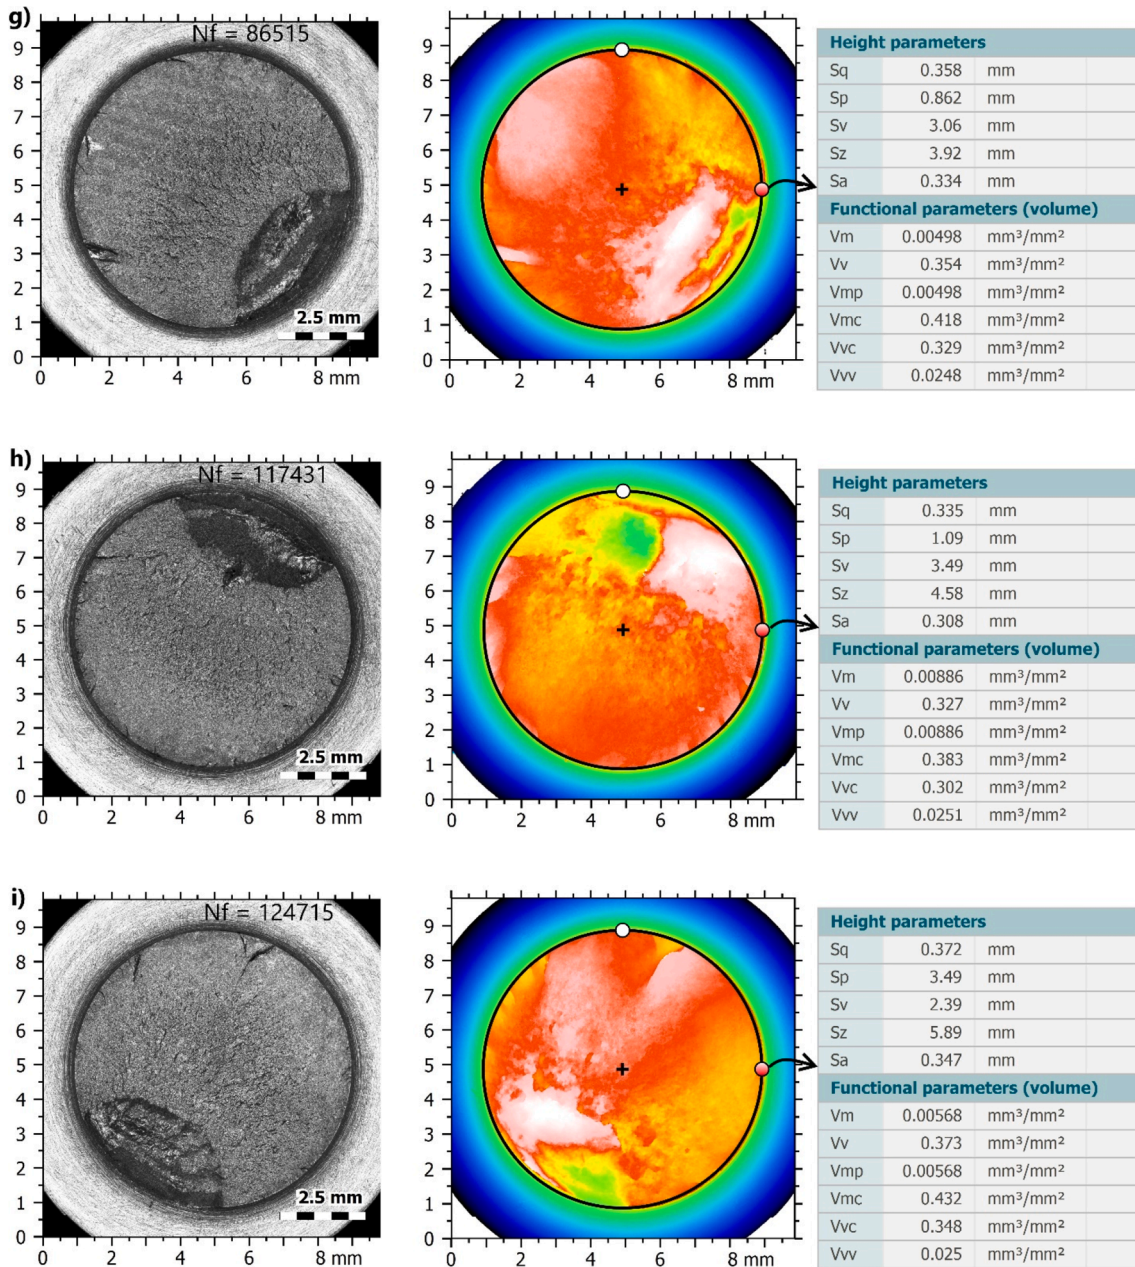 g)
Nf = 86515
9
8
7
6
5
4
3
2
1
0
2.5 mm
0 2 4 6 8 mm
9
8
7
6
5
4
3
2
1
0
0 2 4 6 8 mm
Height parameters
Sq 0.358 mm
Sp 0.862 mm
Sv 3.06 mm
Sz 3.92 mm
Sa 0.334 mm
Functional parameters (volume)
Vm 0.00498 mm³/mm²
Vv 0.354 mm³/mm²
Vmp 0.00498 mm³/mm²
Vmc 0.418 mm³/mm²
Vvc 0.329 mm³/mm²
Vvv 0.0248 mm³/mm²
h)
Nf = 117431
9
8
7
6
5
4
3
2
1
0
2.5 mm
0 2 4 6 8 mm
9
8
7
6
5
4
3
2
1
0
0 2 4 6 8 mm
Height parameters
Sq 0.335 mm
Sp 1.09 mm
Sv 3.49 mm
Sz 4.58 mm
Sa 0.308 mm
Functional parameters (volume)
Vm 0.00886 mm³/mm²
Vv 0.327 mm³/mm²
Vmp 0.00886 mm³/mm²
Vmc 0.383 mm³/mm²
Vvc 0.302 mm³/mm²
Vvv 0.0251 mm³/mm²
i)
Nf = 124715
9
8
7
6
5
4
3
2
1
0
2.5 mm
0 2 4 6 8 mm
9
8
7
6
5
4
3
2
1
0
0 2 4 6 8 mm
Height parameters
Sq 0.372 mm
Sp 3.49 mm
Sv 2.39 mm
Sz 5.89 mm
Sa 0.347 mm
Functional parameters (volume)
Vm 0.00568 mm³/mm²
Vv 0.373 mm³/mm²
Vmp 0.00568 mm³/mm²
Vmc 0.432 mm³/mm²
Vvc 0.348 mm³/mm²
Vvv 0.025 mm³/mm²